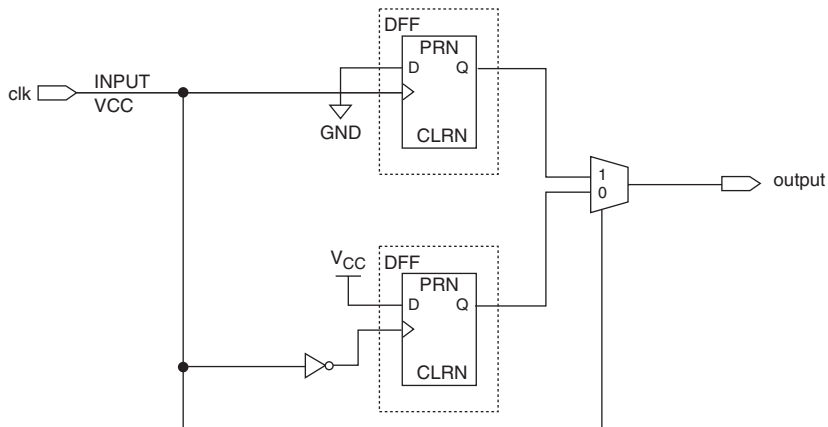 DFF
PRN
D Q
CLRN
clk
INPUT
VCC
GND
1
0
output
VCC
DFF
PRN
D Q
CLRN